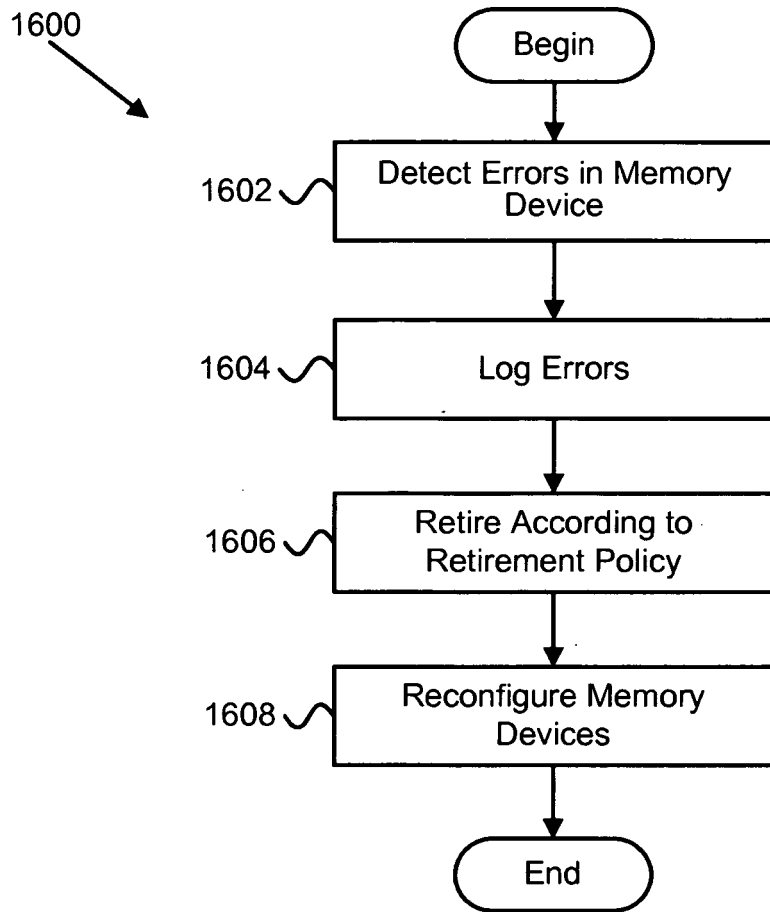 1600
Begin
1602
Detect Errors in Memory
Device
1604
Log Errors
1606
Retire According to
Retirement Policy
1608
Reconfigure Memory
Devices
End